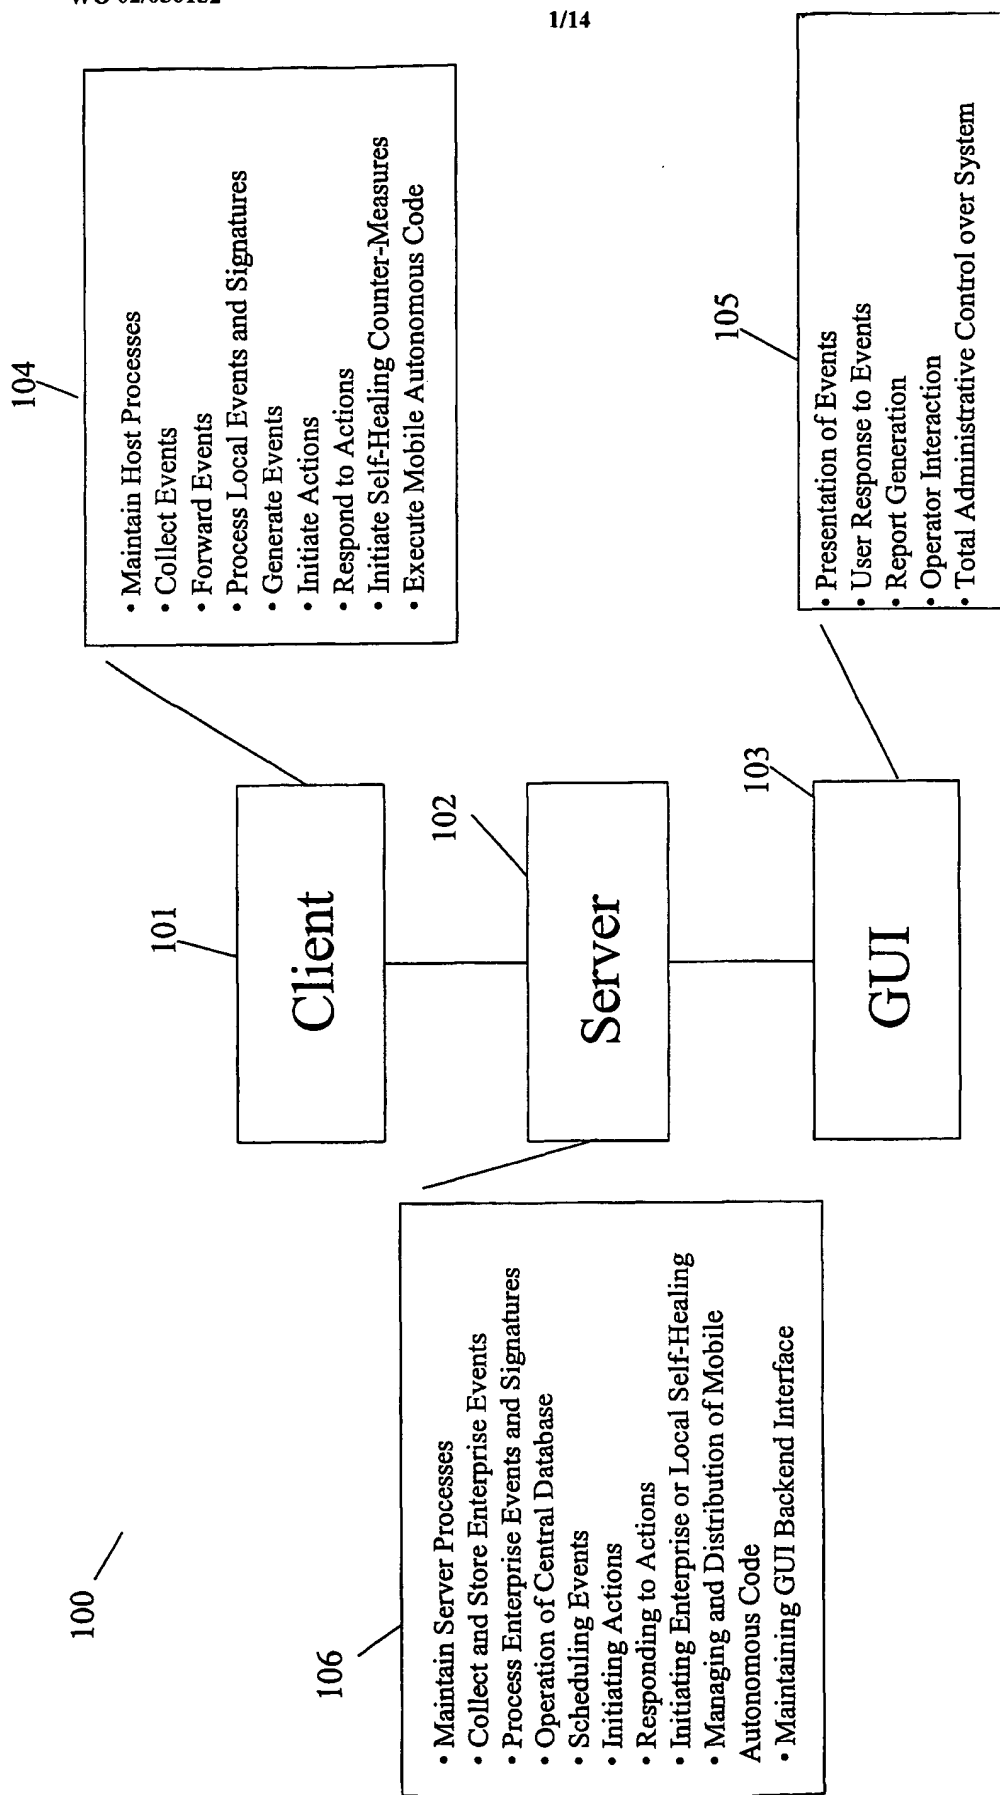 1/14
100
104
• Maintain Host Processes
• Collect Events
• Forward Events
• Process Local Events and Signatures
• Generate Events
• Initiate Actions
• Respond to Actions
• Initiate Self-Healing Counter-Measures
• Execute Mobile Autonomous Code
101
Client
102
Server
103
GUI
105
• Presentation of Events
• User Response to Events
• Report Generation
• Operator Interaction
• Total Administrative Control over System
106
• Maintain Server Processes
• Collect and Store Enterprise Events
• Process Enterprise Events and Signatures
• Operation of Central Database
• Scheduling Events
• Initiating Actions
• Responding to Actions
• Initiating Enterprise or Local Self-Healing
• Managing and Distribution of Mobile
Autonomous Code
• Maintaining GUI Backend Interface